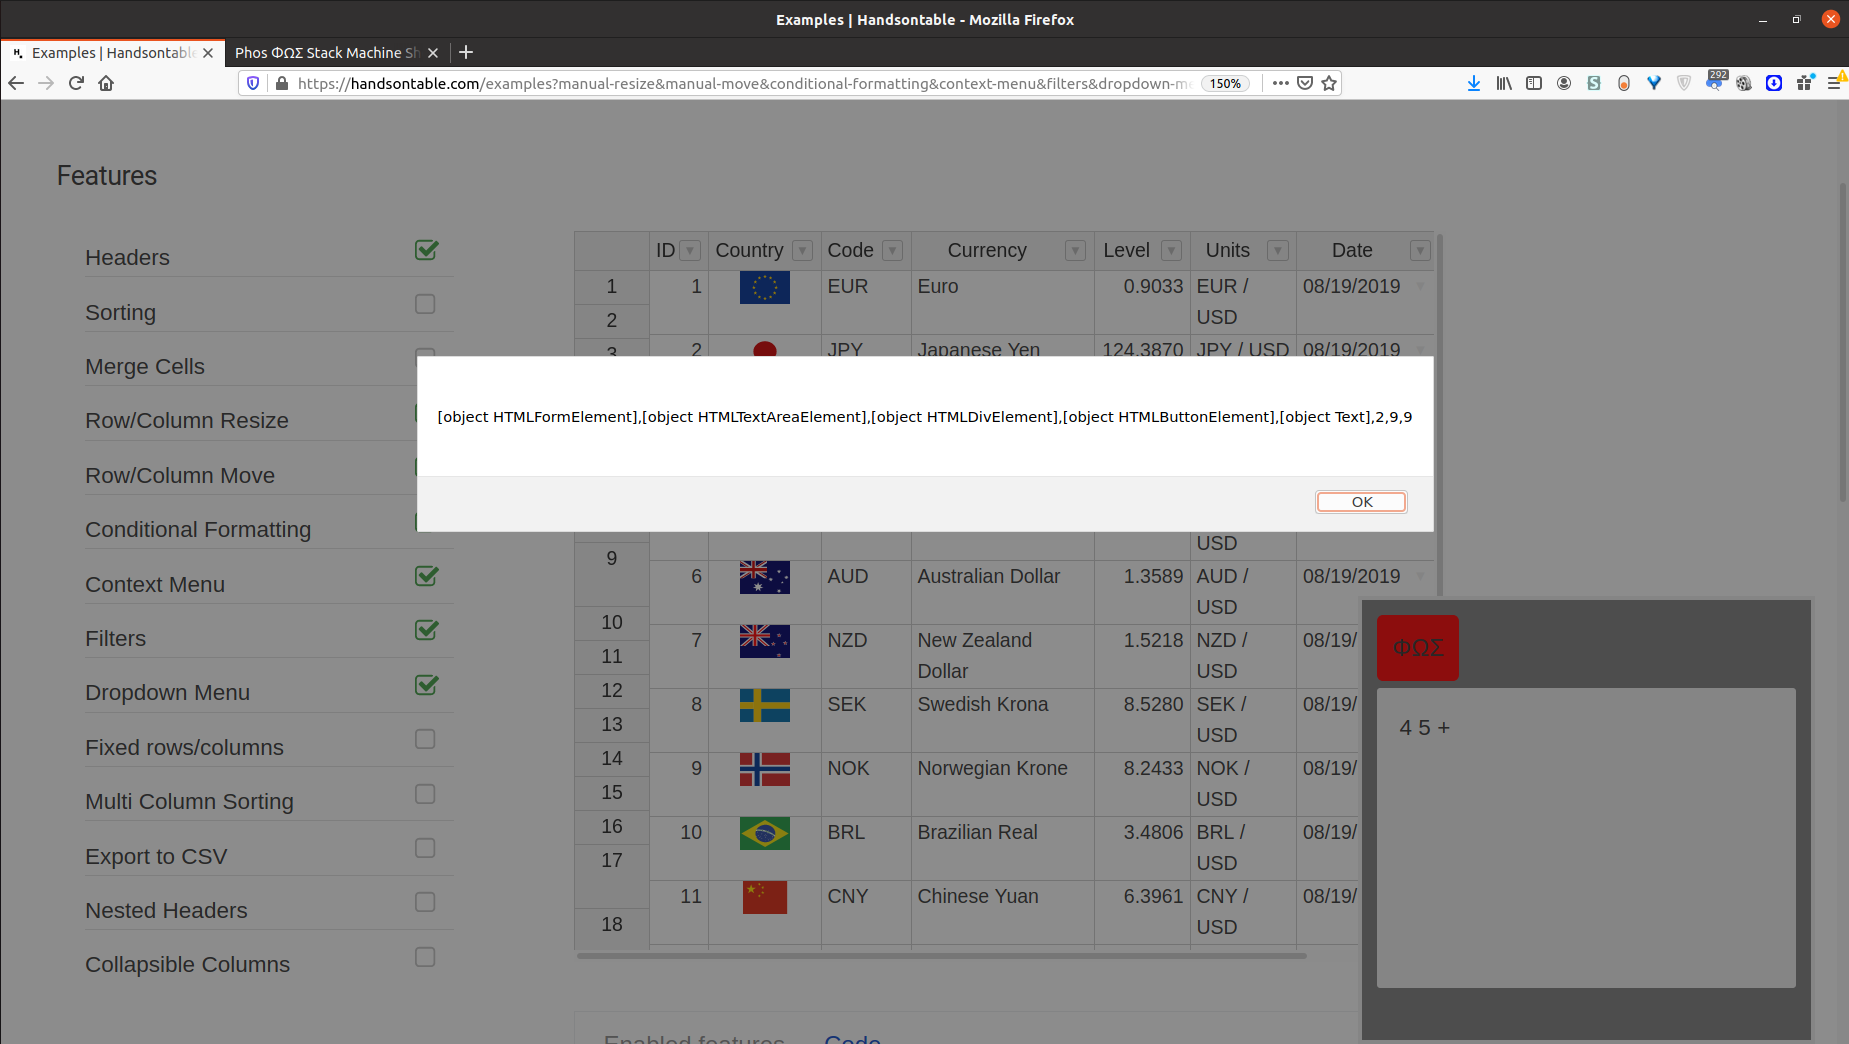 Examples | Handsontable - Mozilla Firefox
H. Examples | Handsontable
Phos ΦΩΣ Stack Machine Sh
https://handsontable.com/examples?manual-resize&manual-move&conditional-formatting&context-menu&filters&dropdown-me
150%
292
Features
Headers
Sorting
Merge Cells
Row/Column Resize
Row/Column Move
Conditional Formatting
Context Menu
Filters
Dropdown Menu
Fixed rows/columns
Multi Column Sorting
Export to CSV
Nested Headers
Collapsible Columns
ID Country Code Currency Level Units Date
1 1 EUR Euro 0.9033 EUR / 08/19/2019
2 USD
3 2 JPY Japanese Yen 124.3870 JPY / USD 08/19/2019
[object HTMLFormElement],[object HTMLTextAreaElement],[object HTMLDivElement],[object HTMLButtonElement],[object Text],2,9,9
OK
USD
9 6 AUD Australian Dollar 1.3589 AUD / 08/19/2019
USD
10 7 NZD New Zealand 1.5218 NZD / 08/19/
11 Dollar USD
12 8 SEK Swedish Krona 8.5280 SEK / 08/19/
13 USD
14 9 NOK Norwegian Krone 8.2433 NOK / 08/19/
15 USD
16 10 BRL Brazilian Real 3.4806 BRL / 08/19/
17 USD
11 CNY Chinese Yuan 6.3961 CNY / 08/19/
18 USD
ΦΩΣ
4 5 +
Enabled features Code